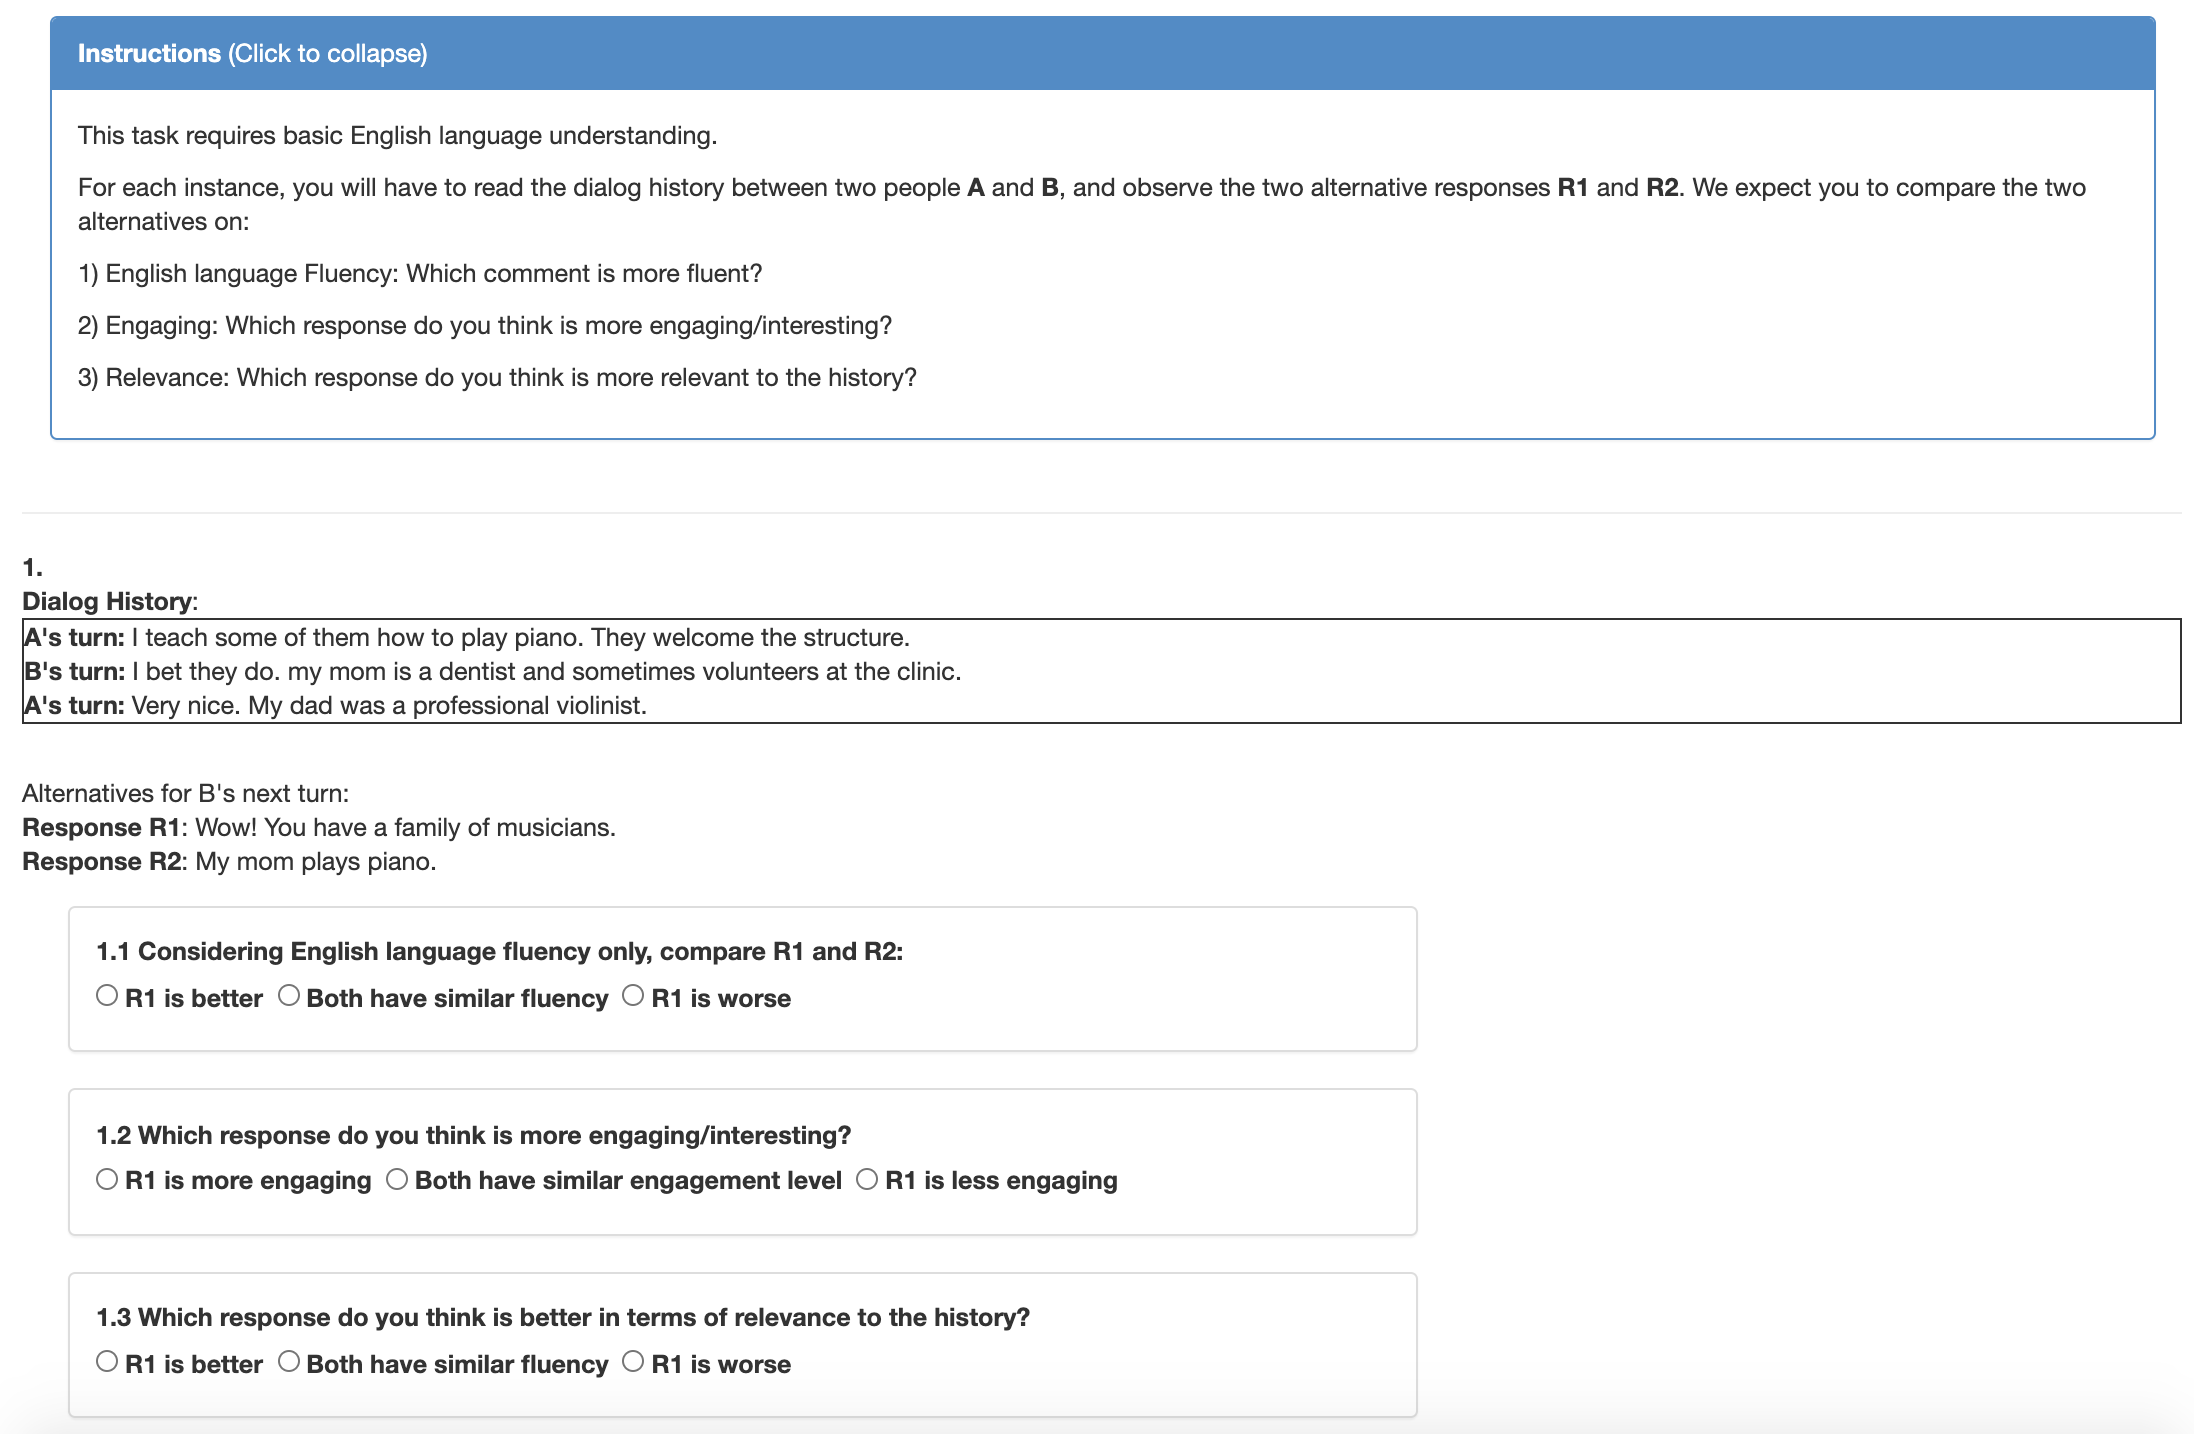 Instructions (Click to collapse)
This task requires basic English language understanding.
For each instance, you will have to read the dialog history between two people A and B, and observe the two alternative responses R1 and R2. We expect you to compare the two
alternatives on:
1) English language Fluency: Which comment is more fluent?
2) Engaging: Which response do you think is more engaging/interesting?
3) Relevance: Which response do you think is more relevant to the history?
1.
Dialog History:
A's turn: I teach some of them how to play piano. They welcome the structure.
B's turn: I bet they do. my mom is a dentist and sometimes volunteers at the clinic.
A's turn: Very nice. My dad was a professional violinist.
Alternatives for B's next turn:
Response R1: Wow! You have a family of musicians.
Response R2: My mom plays piano.
1.1 Considering English language fluency only, compare R1 and R2:
R1 is better Both have similar fluency R1 is worse
1.2 Which response do you think is more engaging/interesting?
R1 is more engaging Both have similar engagement level R1 is less engaging
1.3 Which response do you think is better in terms of relevance to the history?
R1 is better Both have similar fluency R1 is worse